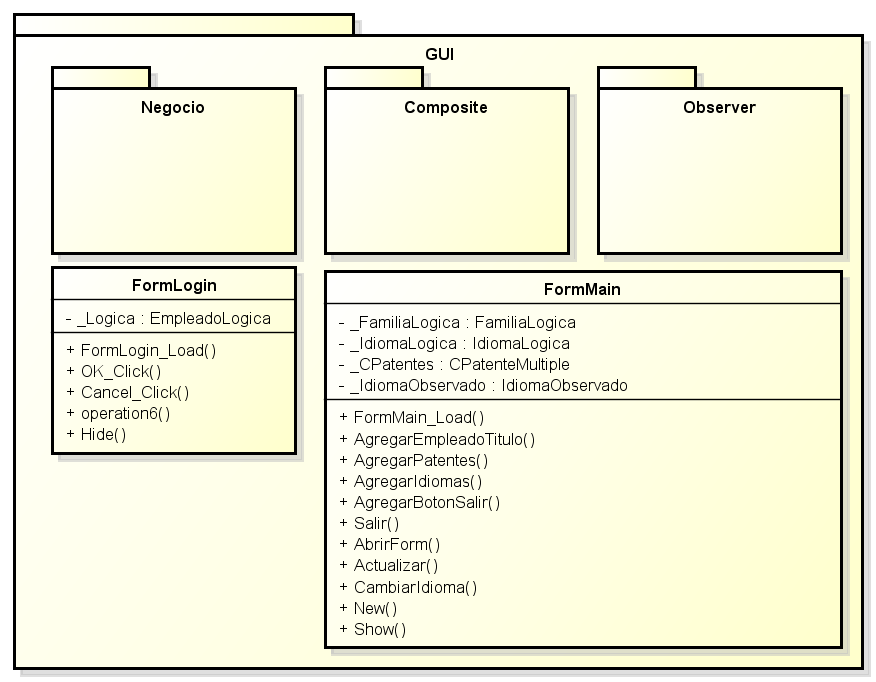 GUI
Negocio
Composite
Observer
FormLogin
- _Logica : EmpleadoLogica
+ FormLogin_Load()
+ OK_Click()
+ Cancel_Click()
+ operation6()
+ Hide()
FormMain
- _FamiliaLogica : FamiliaLogica
- _IdiomaLogica : IdiomaLogica
- _CPatentes : CPatenteMultiple
- _IdiomaObservado : IdiomaObservado
+ FormMain_Load()
+ AgregarEmpleadoTitulo()
+ AgregarPatentes()
+ AgregarIdiomas()
+ AgregarBotonSalir()
+ Salir()
+ AbrirForm()
+ Actualizar()
+ CambiarIdioma()
+ New()
+ Show()